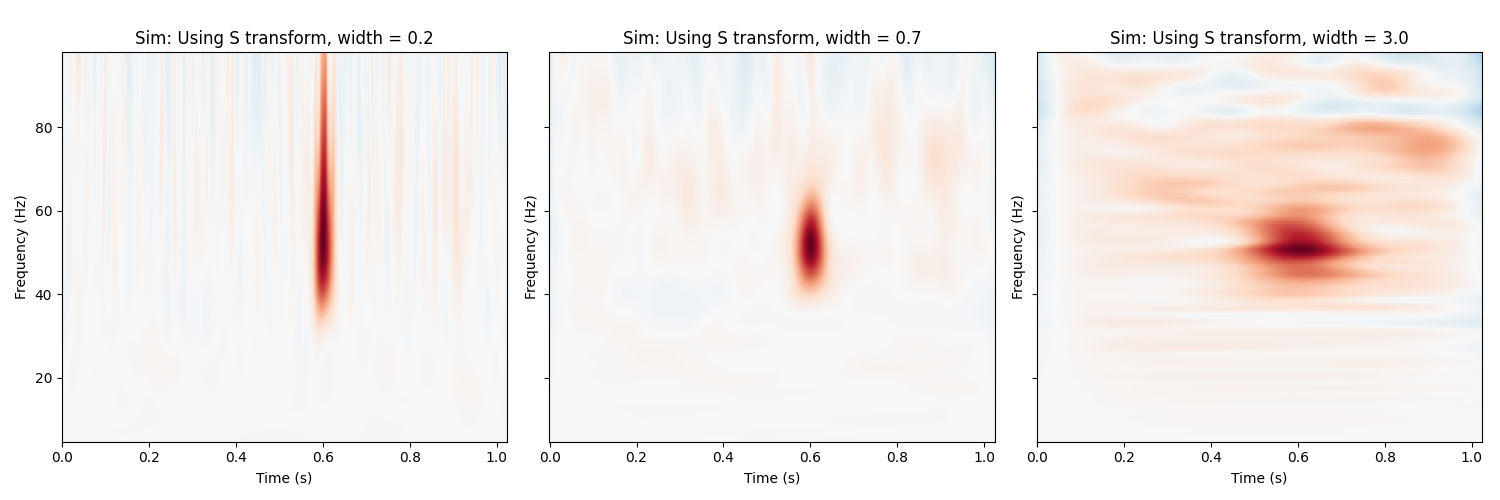 Sim: Using S transform, width = 0.2
80
60
40
20
Frequency (Hz)
0.0 0.2 0.4 0.6 0.8 1.0
Time (s)
Sim: Using S transform, width = 0.7
Frequency (Hz)
0.0 0.2 0.4 0.6 0.8 1.0
Time (s)
Sim: Using S transform, width = 3.0
Frequency (Hz)
0.0 0.2 0.4 0.6 0.8 1.0
Time (s)